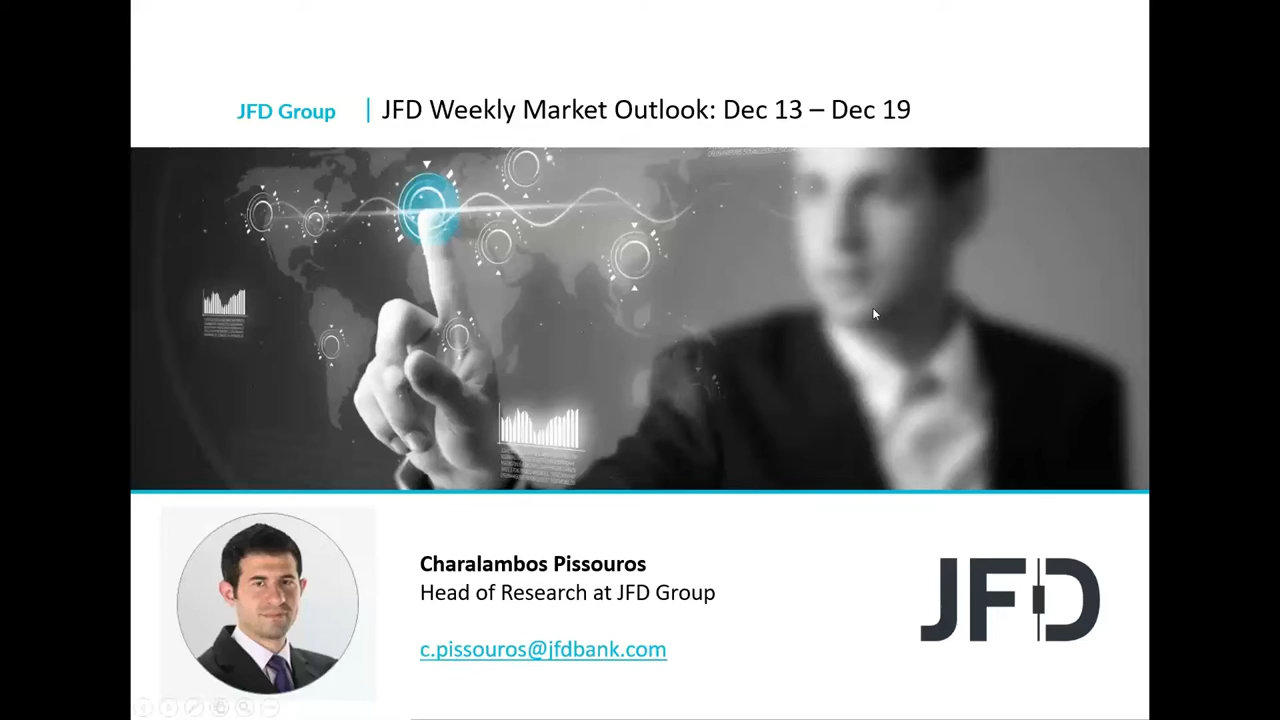 JFD Group | JFD Weekly Market Outlook: Dec 13 – Dec 19
Charalambos Pissouros
Head of Research at JFD Group
c.pissouros@jfdbank.com
JFD